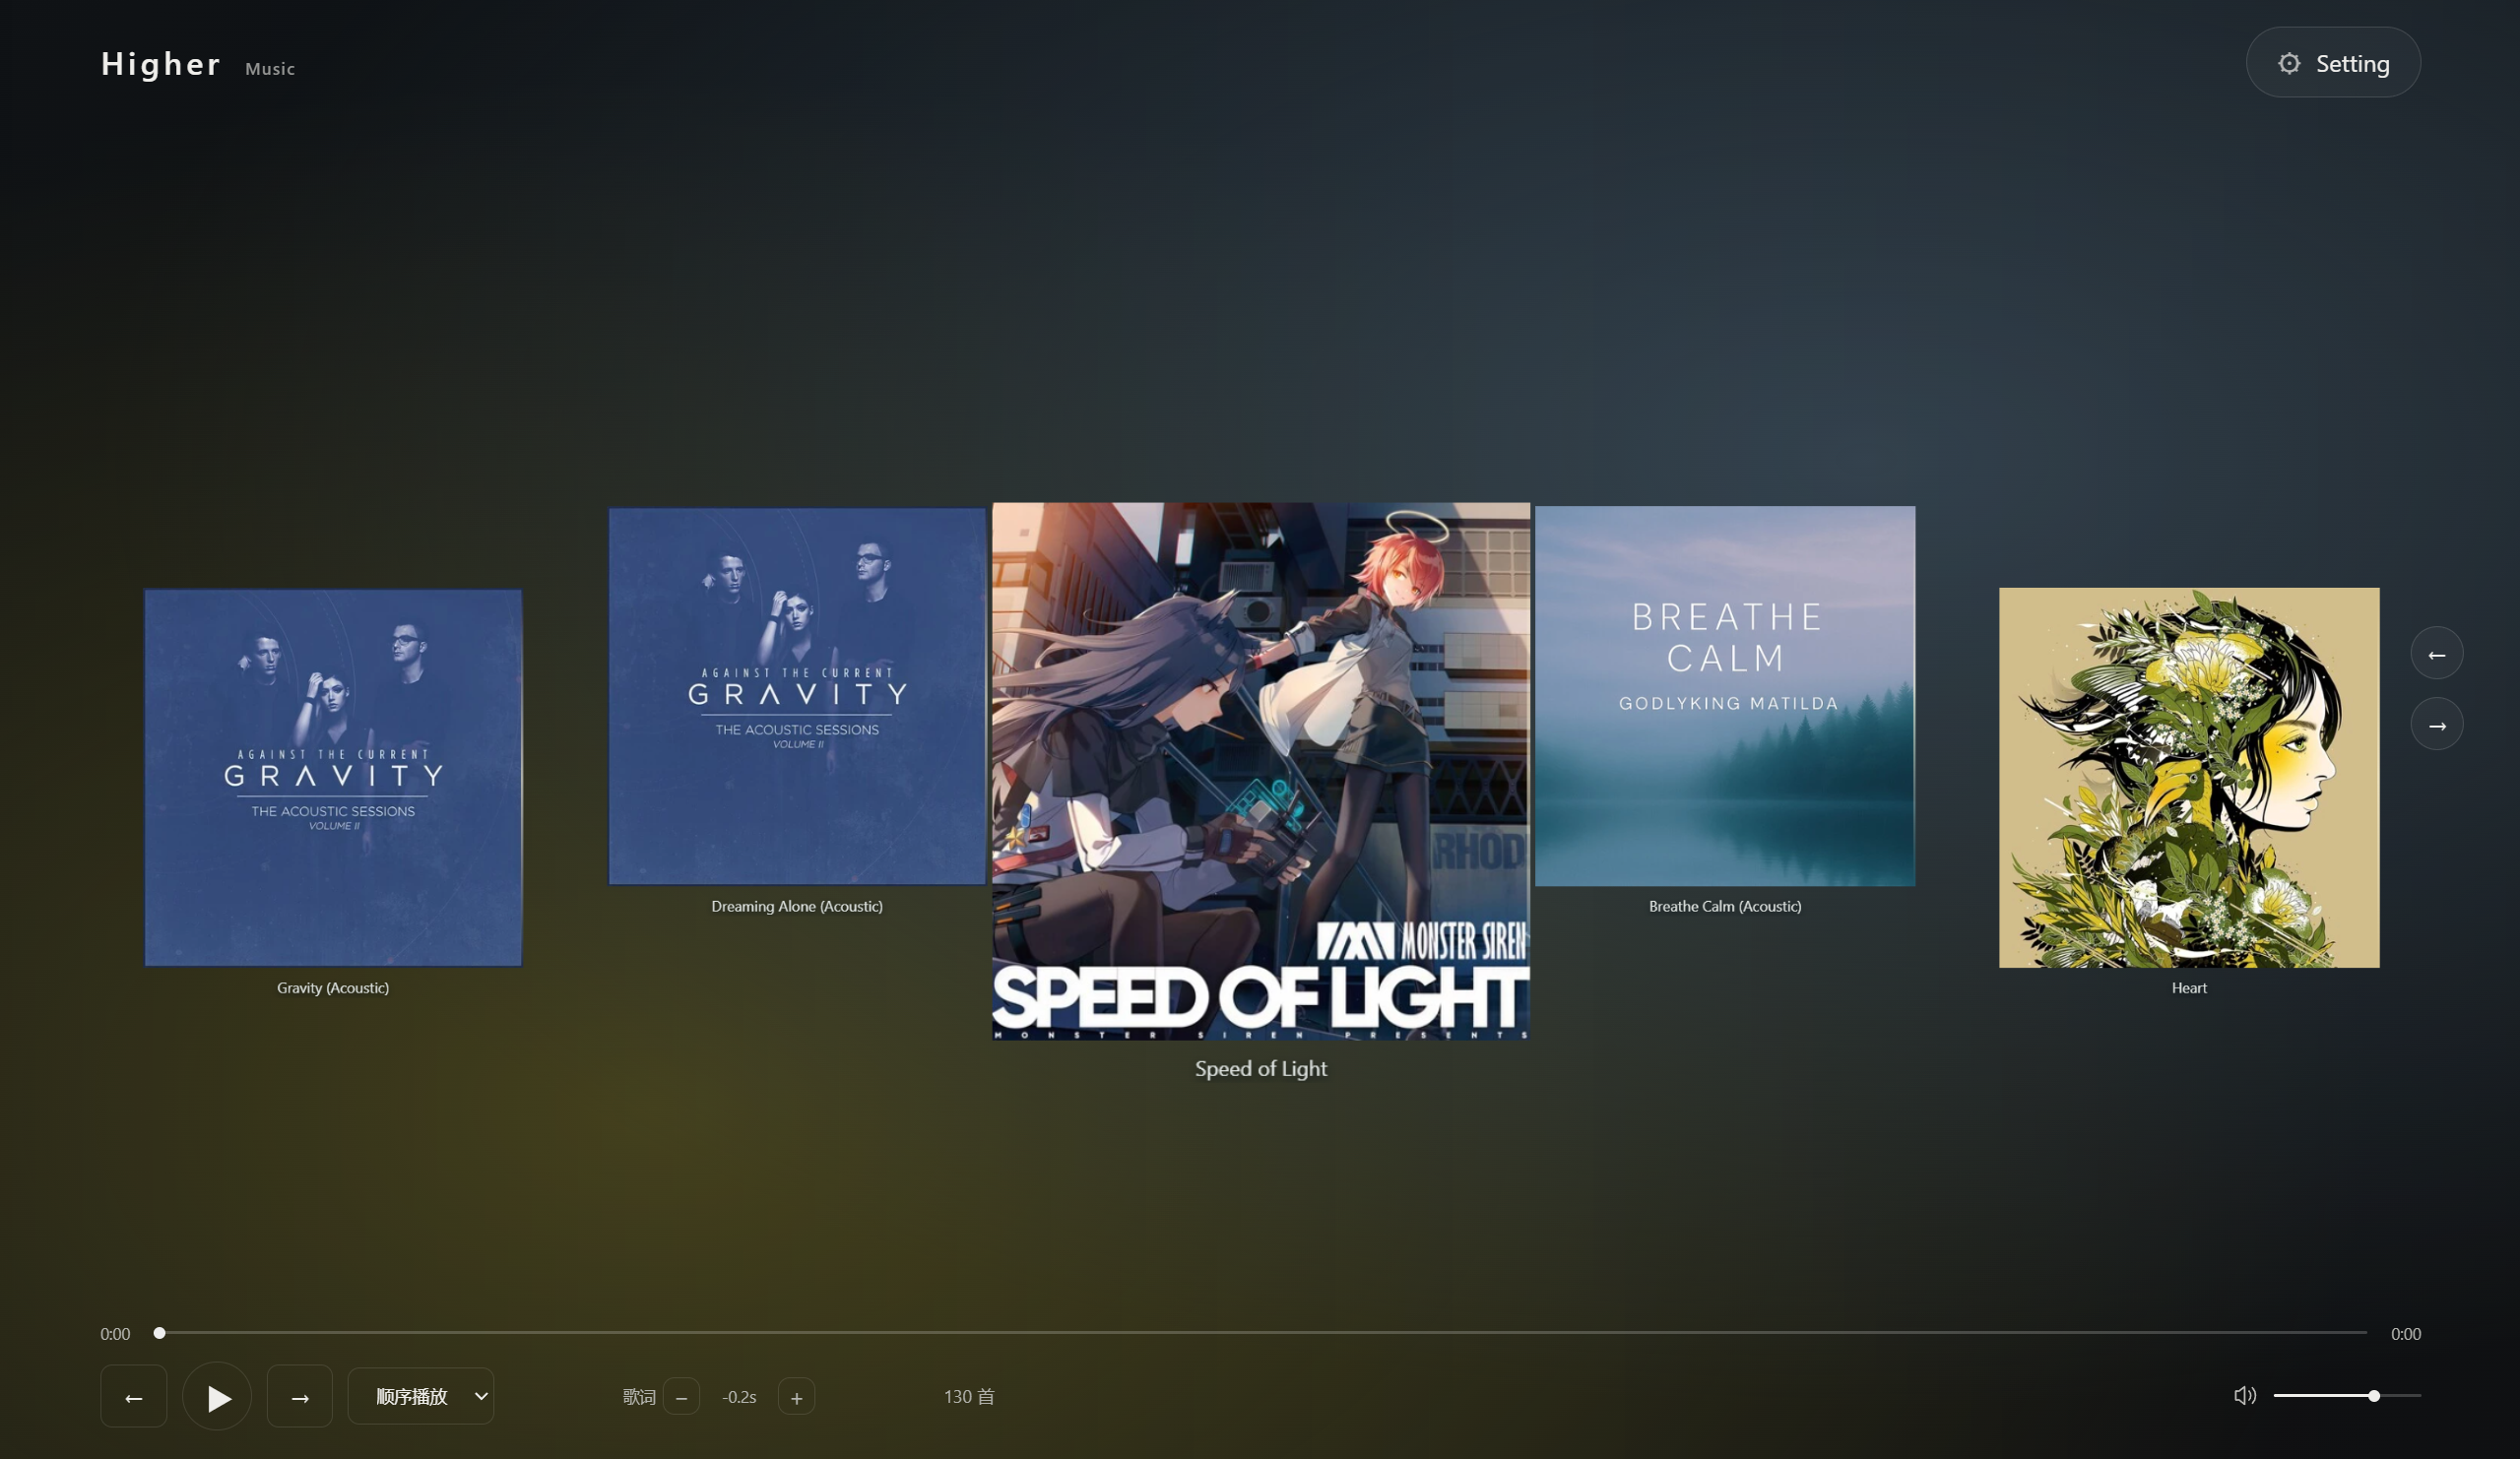 Higher Music
Setting
AGAINST THE CURRENT
GRAVITY
THE ACOUSTIC SESSIONS
VOLUME II
Gravity (Acoustic)
AGAINST THE CURRENT
GRAVITY
THE ACOUSTIC SESSIONS
VOLUME II
Dreaming Alone (Acoustic)
RHOD
MONSTER SIREN
SPEED OF LIGHT
MONSTER SIREN PRESENTS
Speed of Light
BREATHE
CALM
GODLYKING MATILDA
Breathe Calm (Acoustic)
Heart
0:00
0:00
顺序播放
歌词 − -0.2s +
130 首